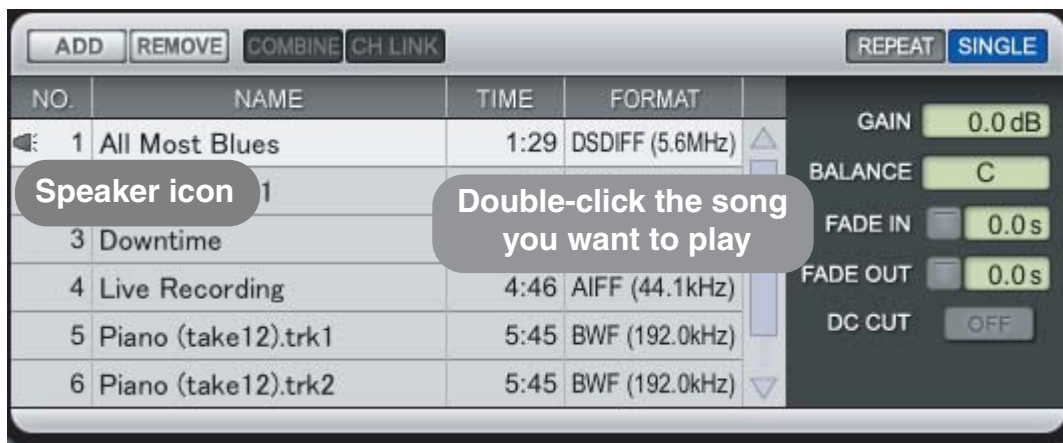 ADD REMOVE COMBINE CH LINK REPEAT SINGLE
NO. NAME TIME FORMAT
1 All Most Blues 1:29 DSDIFF (5.6MHz)
Speaker icon 1
Double-click the song
you want to play
3 Downtime
4 Live Recording 4:46 AIFF (44.1kHz)
5 Piano (take12).trk1 5:45 BWF (192.0kHz)
6 Piano (take12).trk2 5:45 BWF (192.0kHz)
GAIN 0.0 dB
BALANCE C
FADE IN 0.0 s
FADE OUT 0.0 s
DC CUT OFF